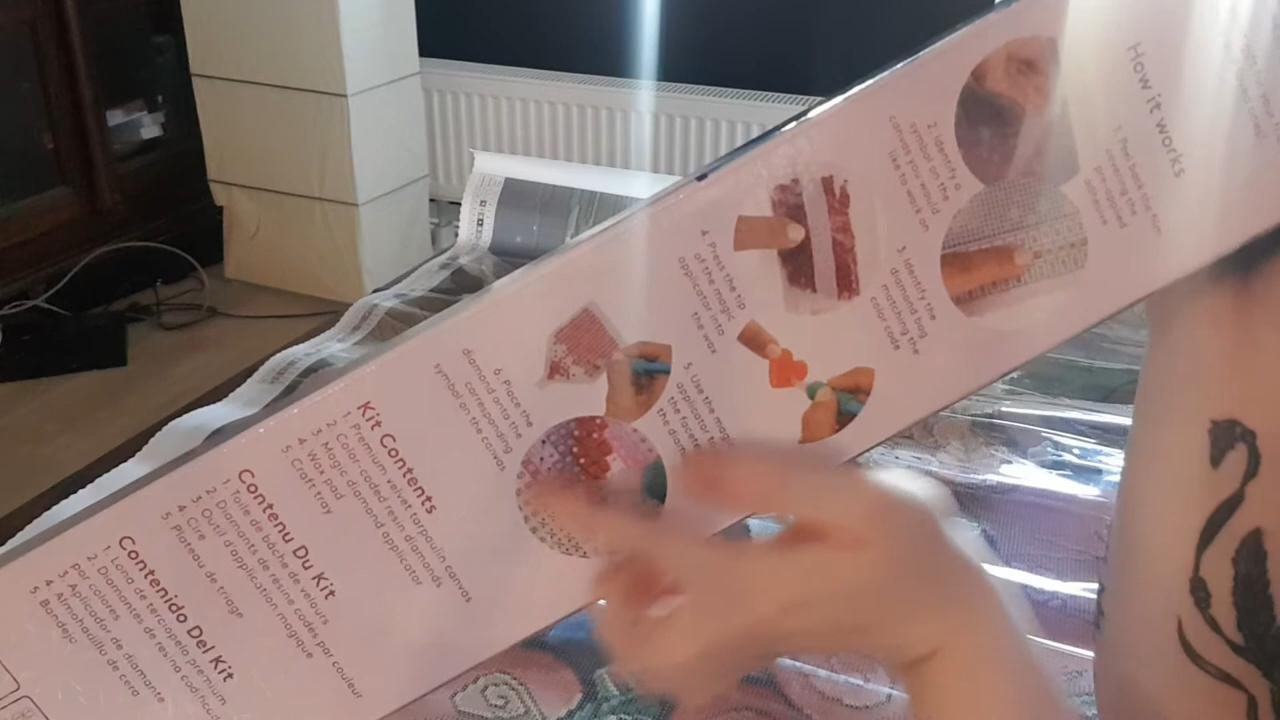 How it works
1. Peel back the film
covering the
pre-applied
adhesive
2. Identify a
symbol on the
canvas you would
like to work on
3. Identify the
diamond bag
matching the
color code
4. Press the tip
of the magic
applicator into
the wax
5. Use the
applicator
the
the
6. Place the
diamond onto the
corresponding
symbol on the canvas
Kit Contents
1. Premium velvet tarpaulin canvas
2. Color-coded resin diamonds
3. Magic diamond applicator
4. Wax pad
5. Craft tray
Contenu Du Kit
1. Toile de bâche de velours
2. Diamants de résine codés par couleur
3. Outil d'application magique
4. Cire
5. Plateau de triage
Contenido Del Kit
1. Lona de terciopelo premium
2. Diamantes de resina
por colores
3. Aplicador de diamante
4. Almohadilla de cera
5. Bandeja